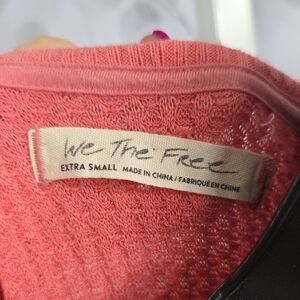 We The Free
EXTRA SMALL MADE IN CHINA / FABRIQUÉ EN CHINE